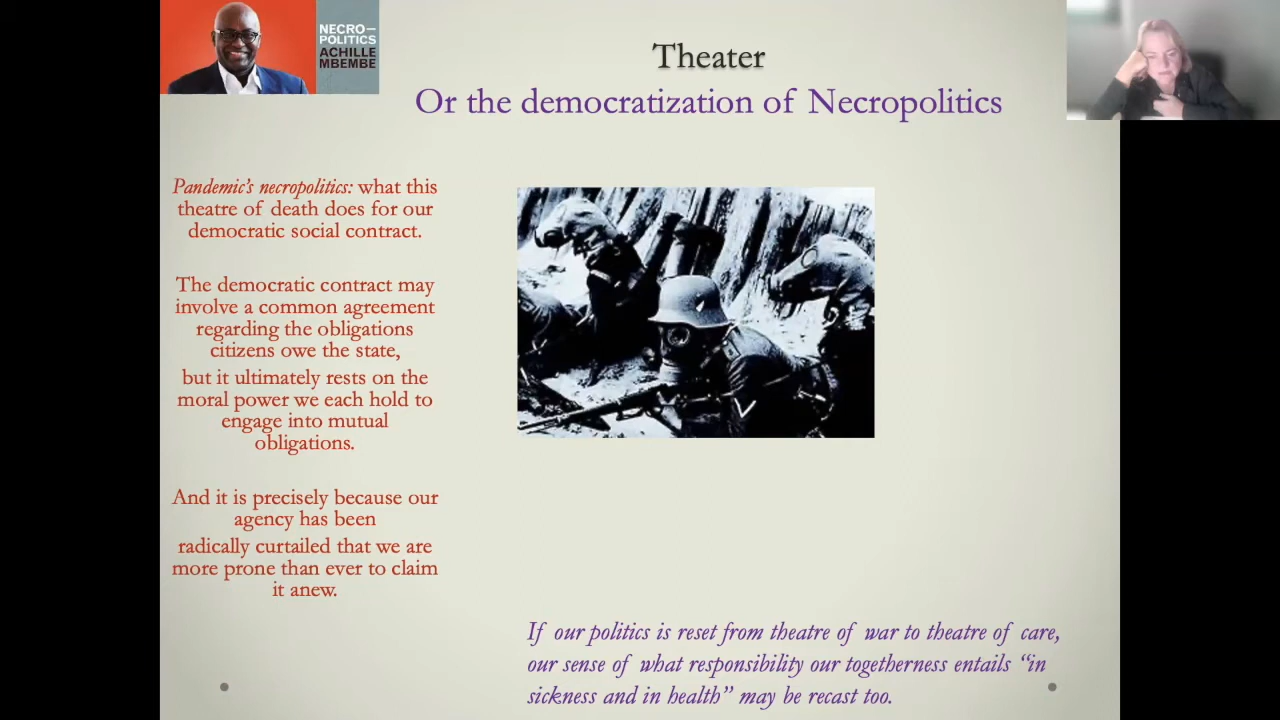 NECRO—
POLITICS
ACHILLE
MBEMBE
Theater
Or the democratization of Necropolitics
Pandemic's necropolitics: what this
theatre of death does for our
democratic social contract.
The democratic contract may
involve a common agreement
regarding the obligations
citizens owe the state,
but it ultimately rests on the
moral power we each hold to
engage into mutual
obligations.
And it is precisely because our
agency has been
radically curtailed that we are
more prone than ever to claim
it anew.
If our politics is reset from theatre of war to theatre of care,
our sense of what responsibility our togetherness entails “in
sickness and in health” may be recast too.